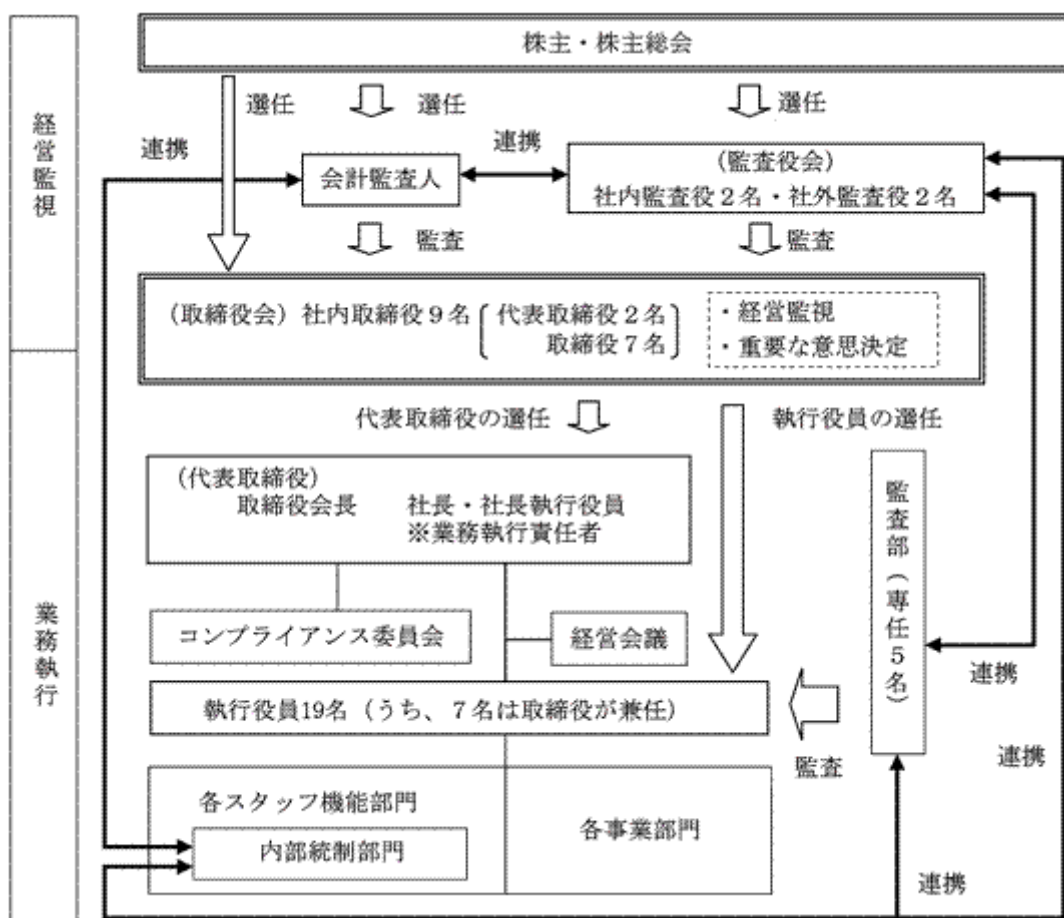 株主・株主総会
経営監視
選任
選任
選任
連携
連携
会計監査人
(監査役会)
社内監査役2名・社外監査役2名
監査
監査
(取締役会)社内取締役9名
代表取締役2名
取締役7名
・経営監視
・重要な意思決定
業務執行
代表取締役の選任
執行役員の選任
(代表取締役)
取締役会長 社長・社長執行役員
※業務執行責任者
監査部(専任5名)
コンプライアンス委員会
経営会議
連携
執行役員19名(うち、7名は取締役が兼任)
監査
連携
各スタッフ機能部門
各事業部門
内部統制部門
連携